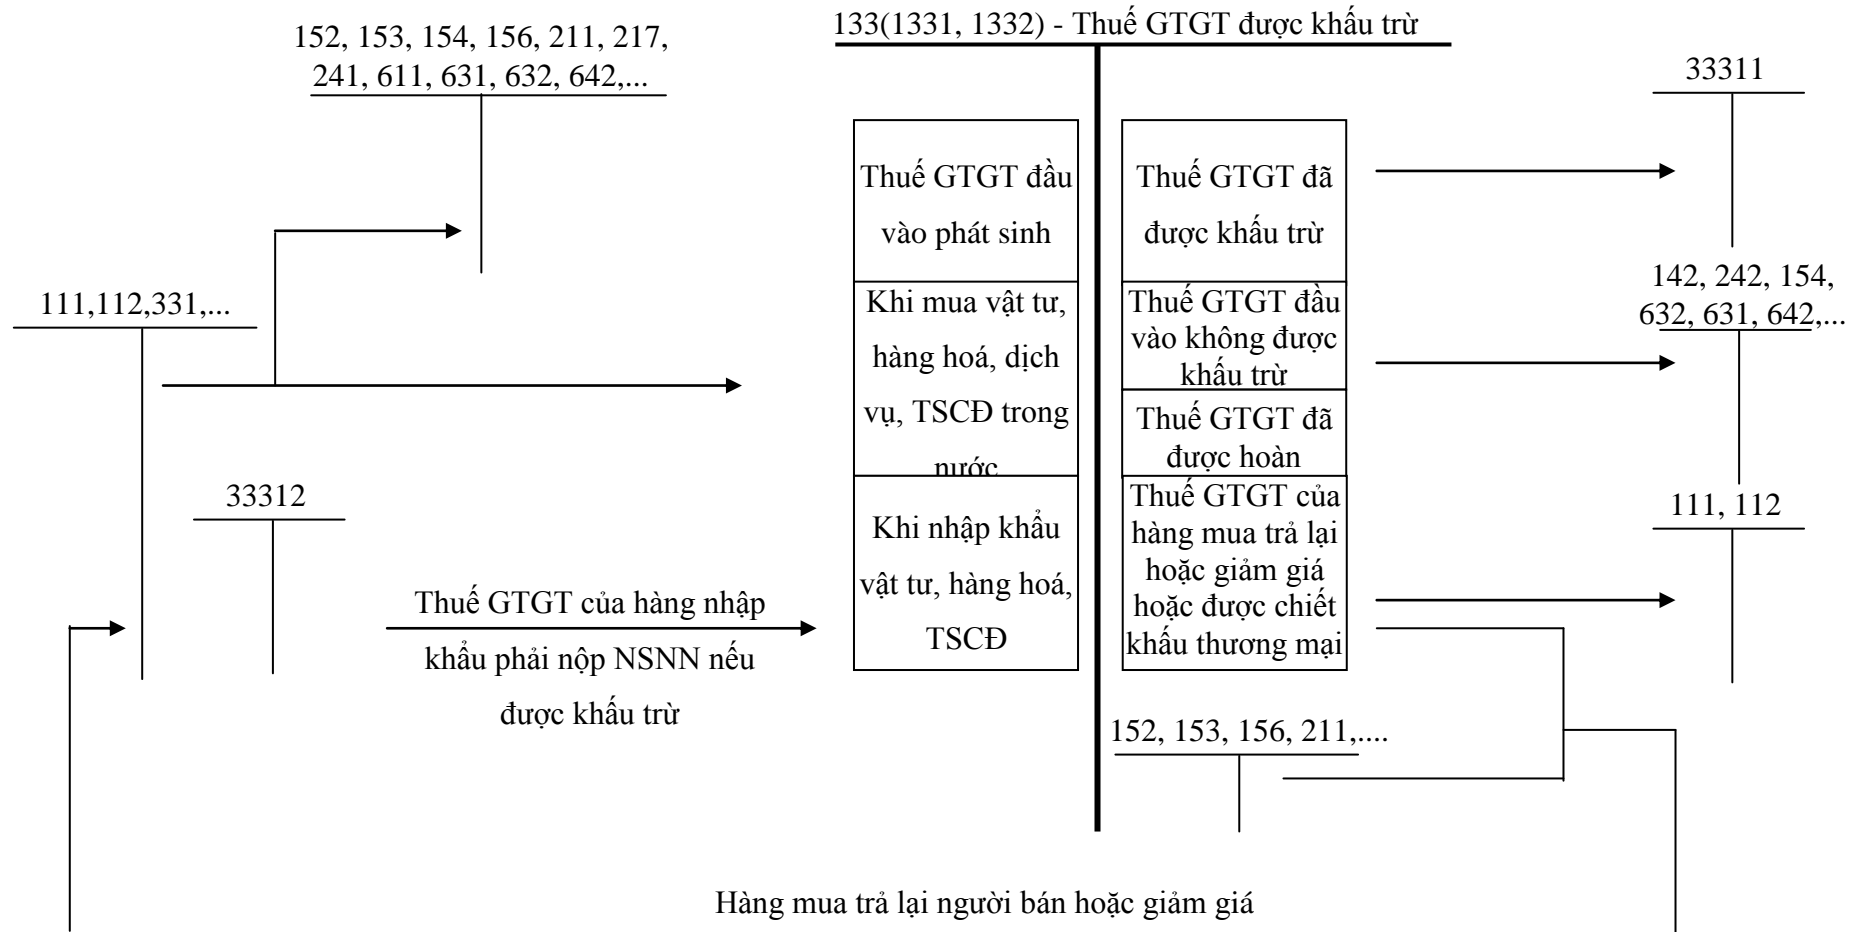 133(1331, 1332) - Thuế GTGT được khấu trừ
152, 153, 154, 156, 211, 217,
241, 611, 631, 632, 642,...
33311
Thuế GTGT đầu
vào phát sinh
Thuế GTGT đã
được khấu trừ
111,112,331,...
Khi mua vật tư,
hàng hoá, dịch
vụ, TSCĐ trong
nước
Thuế GTGT đầu
vào không được
khấu trừ
142, 242, 154,
632, 631, 642,...
Thuế GTGT đã
được hoàn
33312
Khi nhập khẩu
vật tư, hàng hoá,
TSCĐ
Thuế GTGT của
hàng mua trả lại
hoặc giảm giá
hoặc được chiết
khấu thương mại
111, 112
Thuế GTGT của hàng nhập
khẩu phải nộp NSNN nếu
được khấu trừ
152, 153, 156, 211,....
Hàng mua trả lại người bán hoặc giảm giá